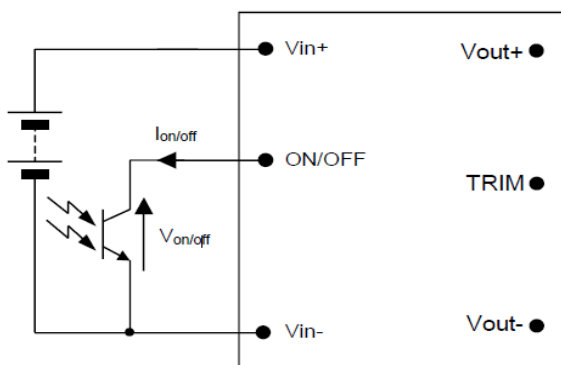 Vin+
Vout+
Ion/off
ON/OFF
TRIM
Von/off
Vin-
Vout-